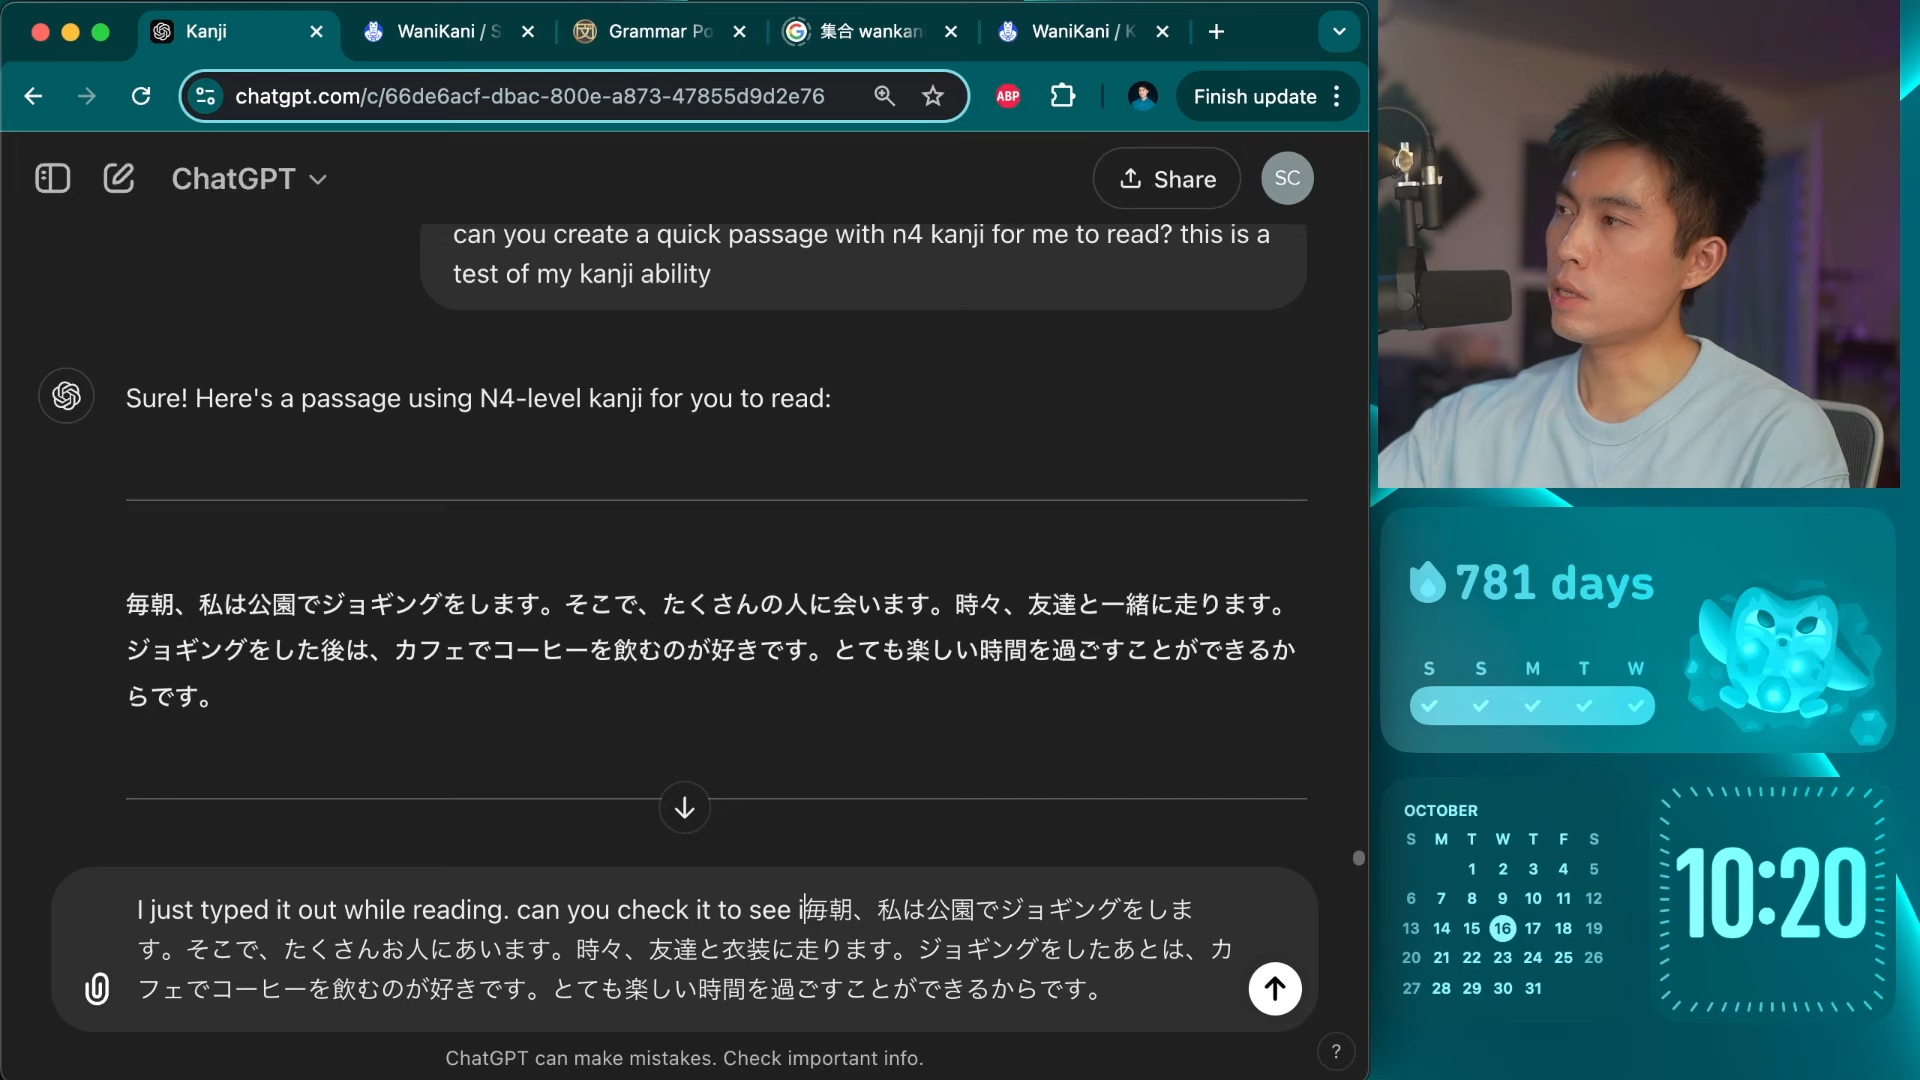 Kanji
WaniKani / S
Grammar Po
集合 wankan
WaniKani / K
chatgpt.com/c/66de6acf-dbac-800e-a873-47855d9d2e76
ABP
Finish update
ChatGPT
Share
SC
can you create a quick passage with n4 kanji for me to read? this is a
test of my kanji ability
Sure! Here's a passage using N4-level kanji for you to read:
毎朝、私は公園でジョギングをします。そこで、たくさんの人に会います。時々、友達と一緒に走ります。
ジョギングをした後は、カフェでコーヒーを飲むのが好きです。とても楽しい時間を過ごすことができるか
らです。
I just typed it out while reading. can you check it to see i毎朝、私は公園でジョギングをしま
す。そこで、たくさんお人にあいます。時々、友達と衣装に走ります。ジョギングをしたあとは、カ
フェでコーヒーを飲むのが好きです。とても楽しい時間を過ごすことができるからです。
ChatGPT can make mistakes. Check important info.
?
781 days
S S M T W
OCTOBER
S M T W T F S
1 2 3 4 5
6 7 8 9 10 11 12
13 14 15 16 17 18 19
20 21 22 23 24 25 26
27 28 29 30 31
10:20